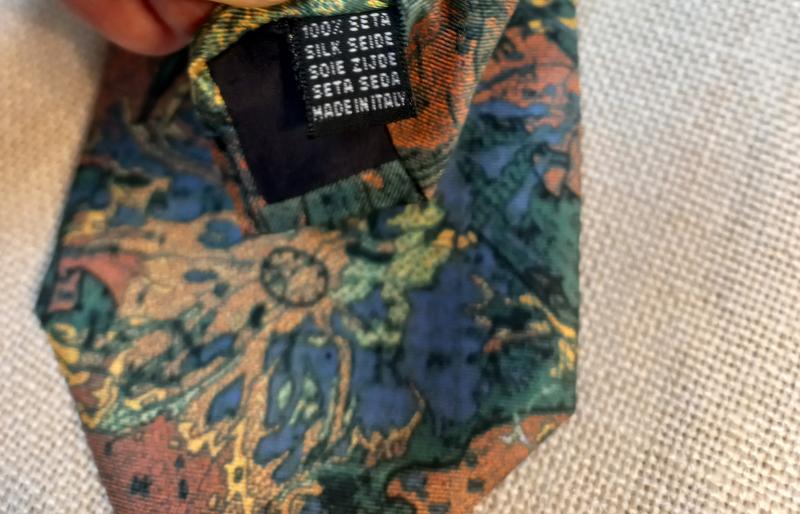 100% SETA
SILK SEIDE
SOIE ZIJDE
SETA SEDA
MADE IN ITALY